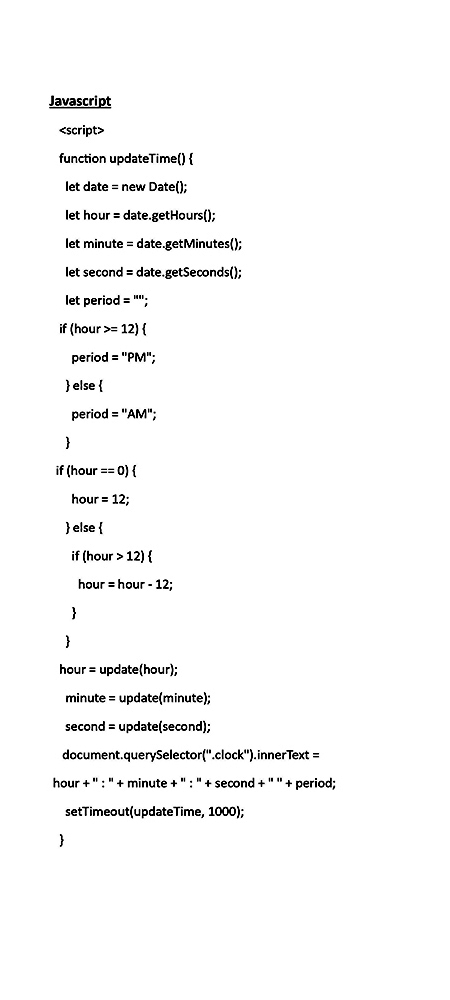 Javascript
<script>
function updateTime() {
let date = new Date();
let hour = date.getHours();
let minute = date.getMinutes();
let second = date.getSeconds();
let period = "";
if (hour >= 12) {
period = "PM";
} else {
period = "AM";
}
if (hour == 0) {
hour = 12;
} else {
if (hour > 12) {
hour = hour - 12;
}
}
hour = update(hour);
minute = update(minute);
second = update(second);
document.querySelector(".clock").innerText =
hour + " : " + minute + " : " + second + " " + period;
setTimeout(updateTime, 1000);
}